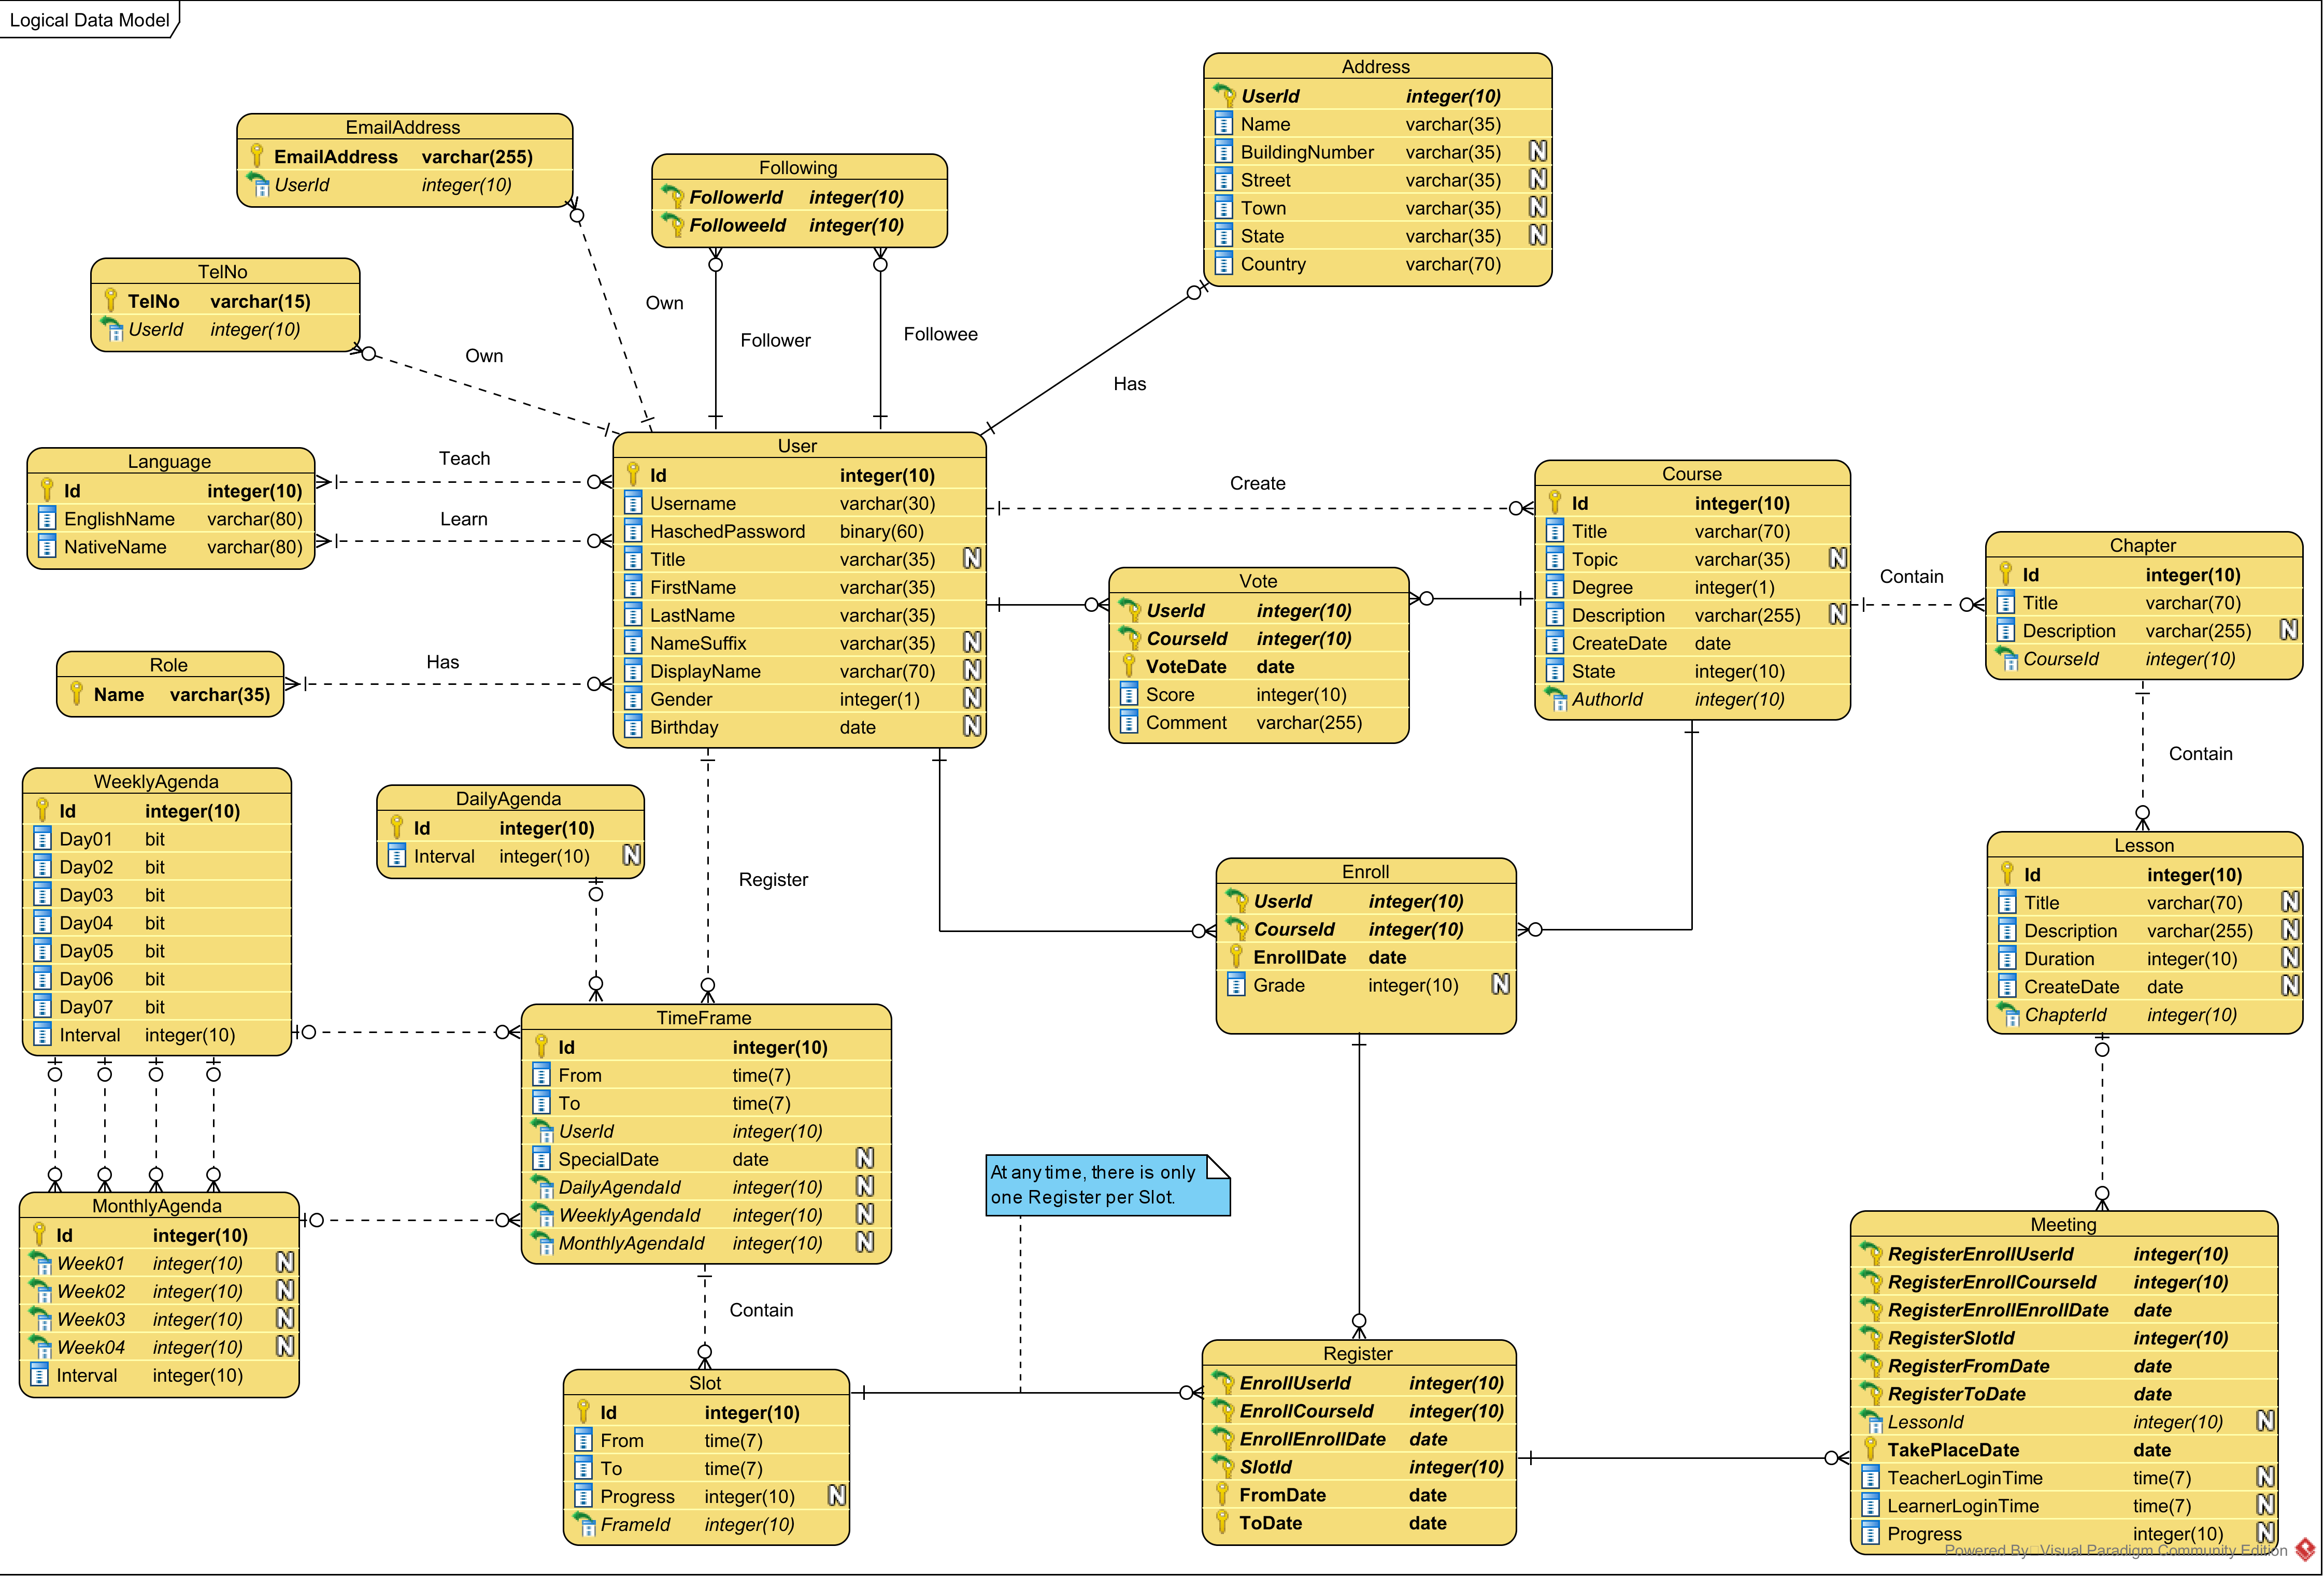 Logical Data Model
Address
UserId integer(10)
Name varchar(35)
BuildingNumber varchar(35) N
Street varchar(35) N
Town varchar(35) N
State varchar(35) N
Country varchar(70)
EmailAddress
EmailAddress varchar(255)
UserId integer(10)
Following
FollowerId integer(10)
FolloweeId integer(10)
TelNo
TelNo varchar(15)
UserId integer(10)
Own
Own
Follower
Followee
Has
Language
Id integer(10)
EnglishName varchar(80)
NativeName varchar(80)
Teach
Learn
User
Id integer(10)
Username varchar(30)
HaschedPassword binary(60)
Title varchar(35) N
FirstName varchar(35)
LastName varchar(35)
NameSuffix varchar(35) N
DisplayName varchar(70) N
Gender integer(1) N
Birthday date N
Create
Course
Id integer(10)
Title varchar(70)
Topic varchar(35) N
Degree integer(1)
Description varchar(255) N
CreateDate date
State integer(10)
AuthorId integer(10)
Contain
Chapter
Id integer(10)
Title varchar(70)
Description varchar(255) N
CourseId integer(10)
Vote
UserId integer(10)
CourseId integer(10)
VoteDate date
Score integer(10)
Comment varchar(255)
Role
Name varchar(35)
Has
Contain
WeeklyAgenda
Id integer(10)
Day01 bit
Day02 bit
Day03 bit
Day04 bit
Day05 bit
Day06 bit
Day07 bit
Interval integer(10)
DailyAgenda
Id integer(10)
Interval integer(10) N
Register
Enroll
UserId integer(10)
CourseId integer(10)
EnrollDate date
Grade integer(10) N
Lesson
Id integer(10)
Title varchar(70) N
Description varchar(255) N
Duration integer(10) N
CreateDate date N
ChapterId integer(10)
TimeFrame
Id integer(10)
From time(7)
To time(7)
UserId integer(10)
SpecialDate date N
DailyAgendaId integer(10) N
WeeklyAgendaId integer(10) N
MonthlyAgendaId integer(10) N
At any time, there is only
one Register per Slot.
MonthlyAgenda
Id integer(10)
Week01 integer(10) N
Week02 integer(10) N
Week03 integer(10) N
Week04 integer(10) N
Interval integer(10)
Contain
Slot
Id integer(10)
From time(7)
To time(7)
Progress integer(10) N
FrameId integer(10)
Register
EnrollUserId integer(10)
EnrollCourseId integer(10)
EnrollEnrollDate date
SlotId integer(10)
FromDate date
ToDate date
Meeting
RegisterEnrollUserId integer(10)
RegisterEnrollCourseId integer(10)
RegisterEnrollEnrollDate date
RegisterSlotId integer(10)
RegisterFromDate date
RegisterToDate date
LessonId integer(10) N
TakePlaceDate date
TeacherLoginTime time(7) N
LearnerLoginTime time(7) N
Progress integer(10) N
Powered By Visual Paradigm Community Edition